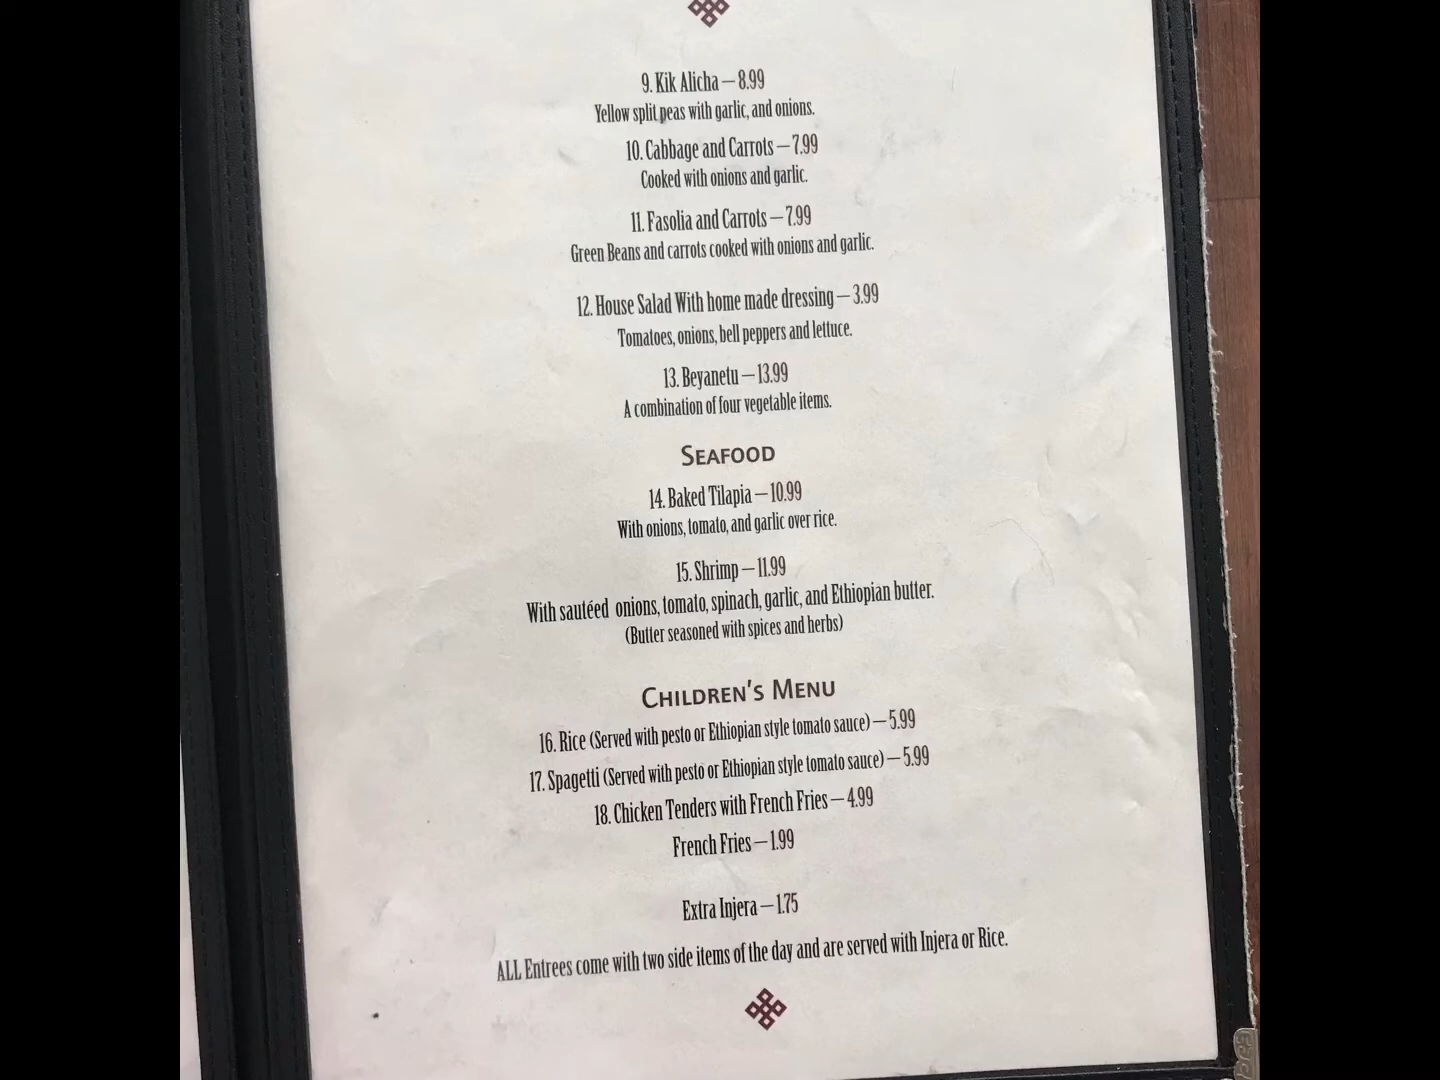 9. Kik Alicha – 8.99
Yellow split peas with garlic, and onions.
10. Cabbage and Carrots – 7.99
Cooked with onions and garlic.
11. Fasolia and Carrots – 7.99
Green Beans and carrots cooked with onions and garlic.
12. House Salad With home made dressing – 3.99
Tomatoes, onions, bell peppers and lettuce.
13. Beyanetu – 13.99
A combination of four vegetable items.
SEAFOOD
14. Baked Tilapia – 10.99
With onions, tomato, and garlic over rice.
15. Shrimp – 11.99
With sautéed onions, tomato, spinach, garlic, and Ethiopian butter.
(Butter seasoned with spices and herbs)
CHILDREN'S MENU
16. Rice (Served with pesto or Ethiopian style tomato sauce) – 5.99
17. Spagetti (Served with pesto or Ethiopian style tomato sauce) – 5.99
18. Chicken Tenders with French Fries – 4.99
French Fries – 1.99
Extra Injera – 1.75
ALL Entrees come with two side items of the day and are served with Injera or Rice.